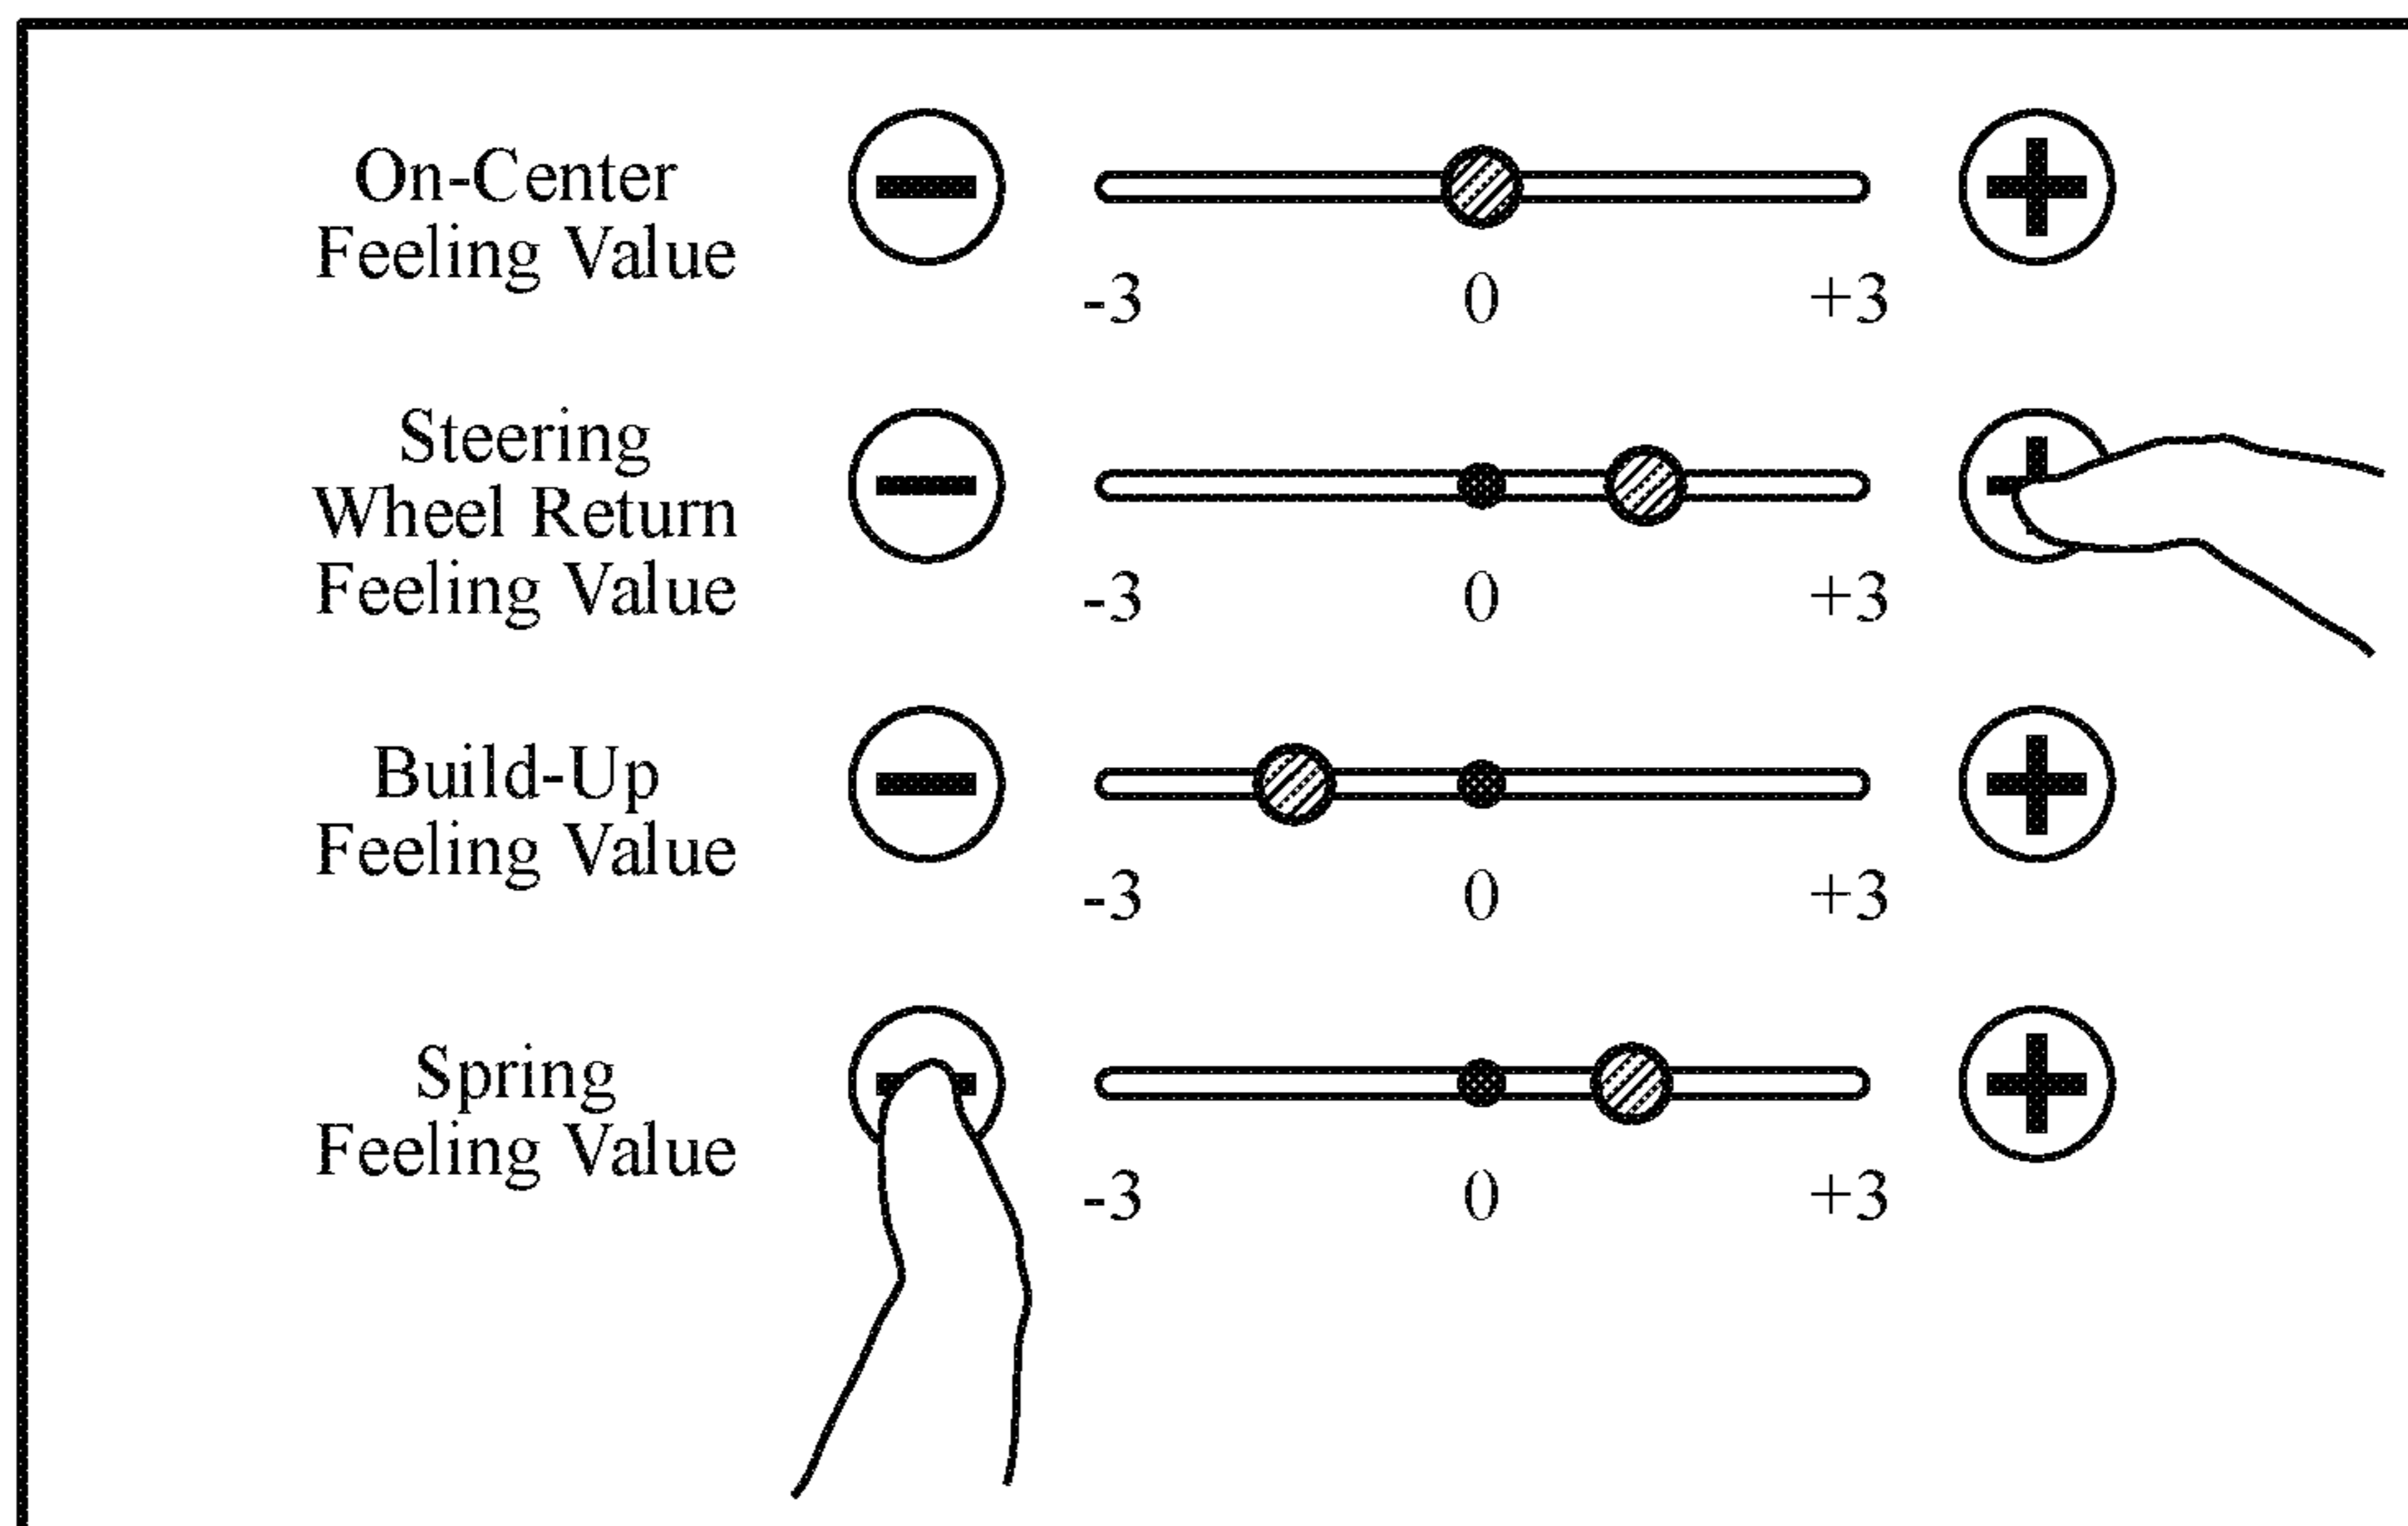 On-Center
Feeling Value
-3 0 +3
Steering
Wheel Return
Feeling Value
-3 0 +3
Build-Up
Feeling Value
-3 0 +3
Spring
Feeling Value
-3 0 +3